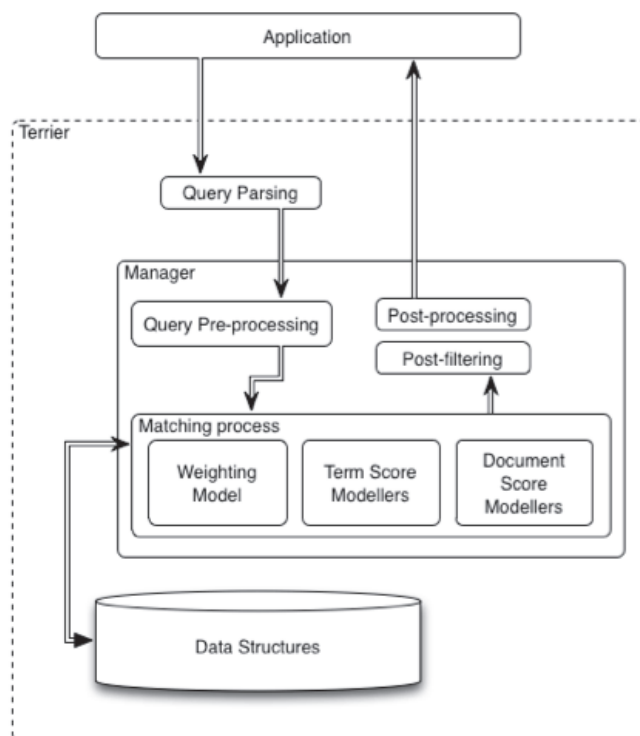 Application
Terrier
Query Parsing
Manager
Query Pre-processing
Post-processing
Post-filtering
Matching process
Weighting
Model
Term Score
Modellers
Document
Score
Modellers
Data Structures